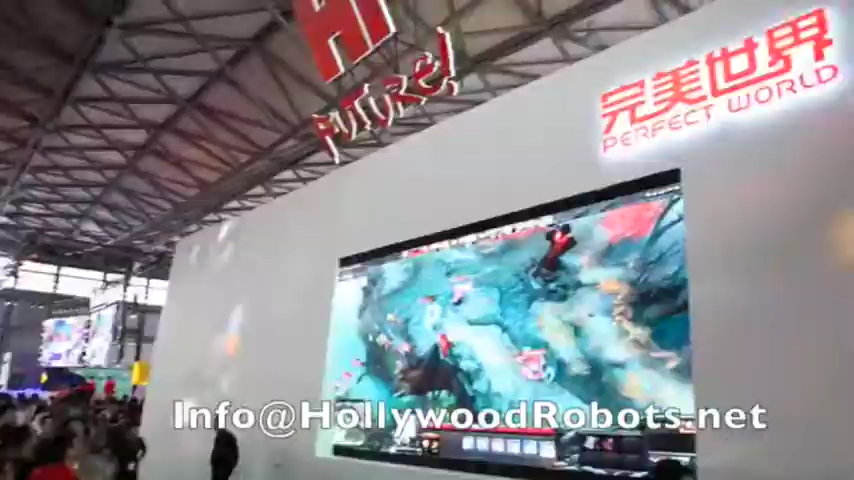 HI
FUTURE!
完美世界
PERFECT WORLD
Info@HollywoodRobots.net